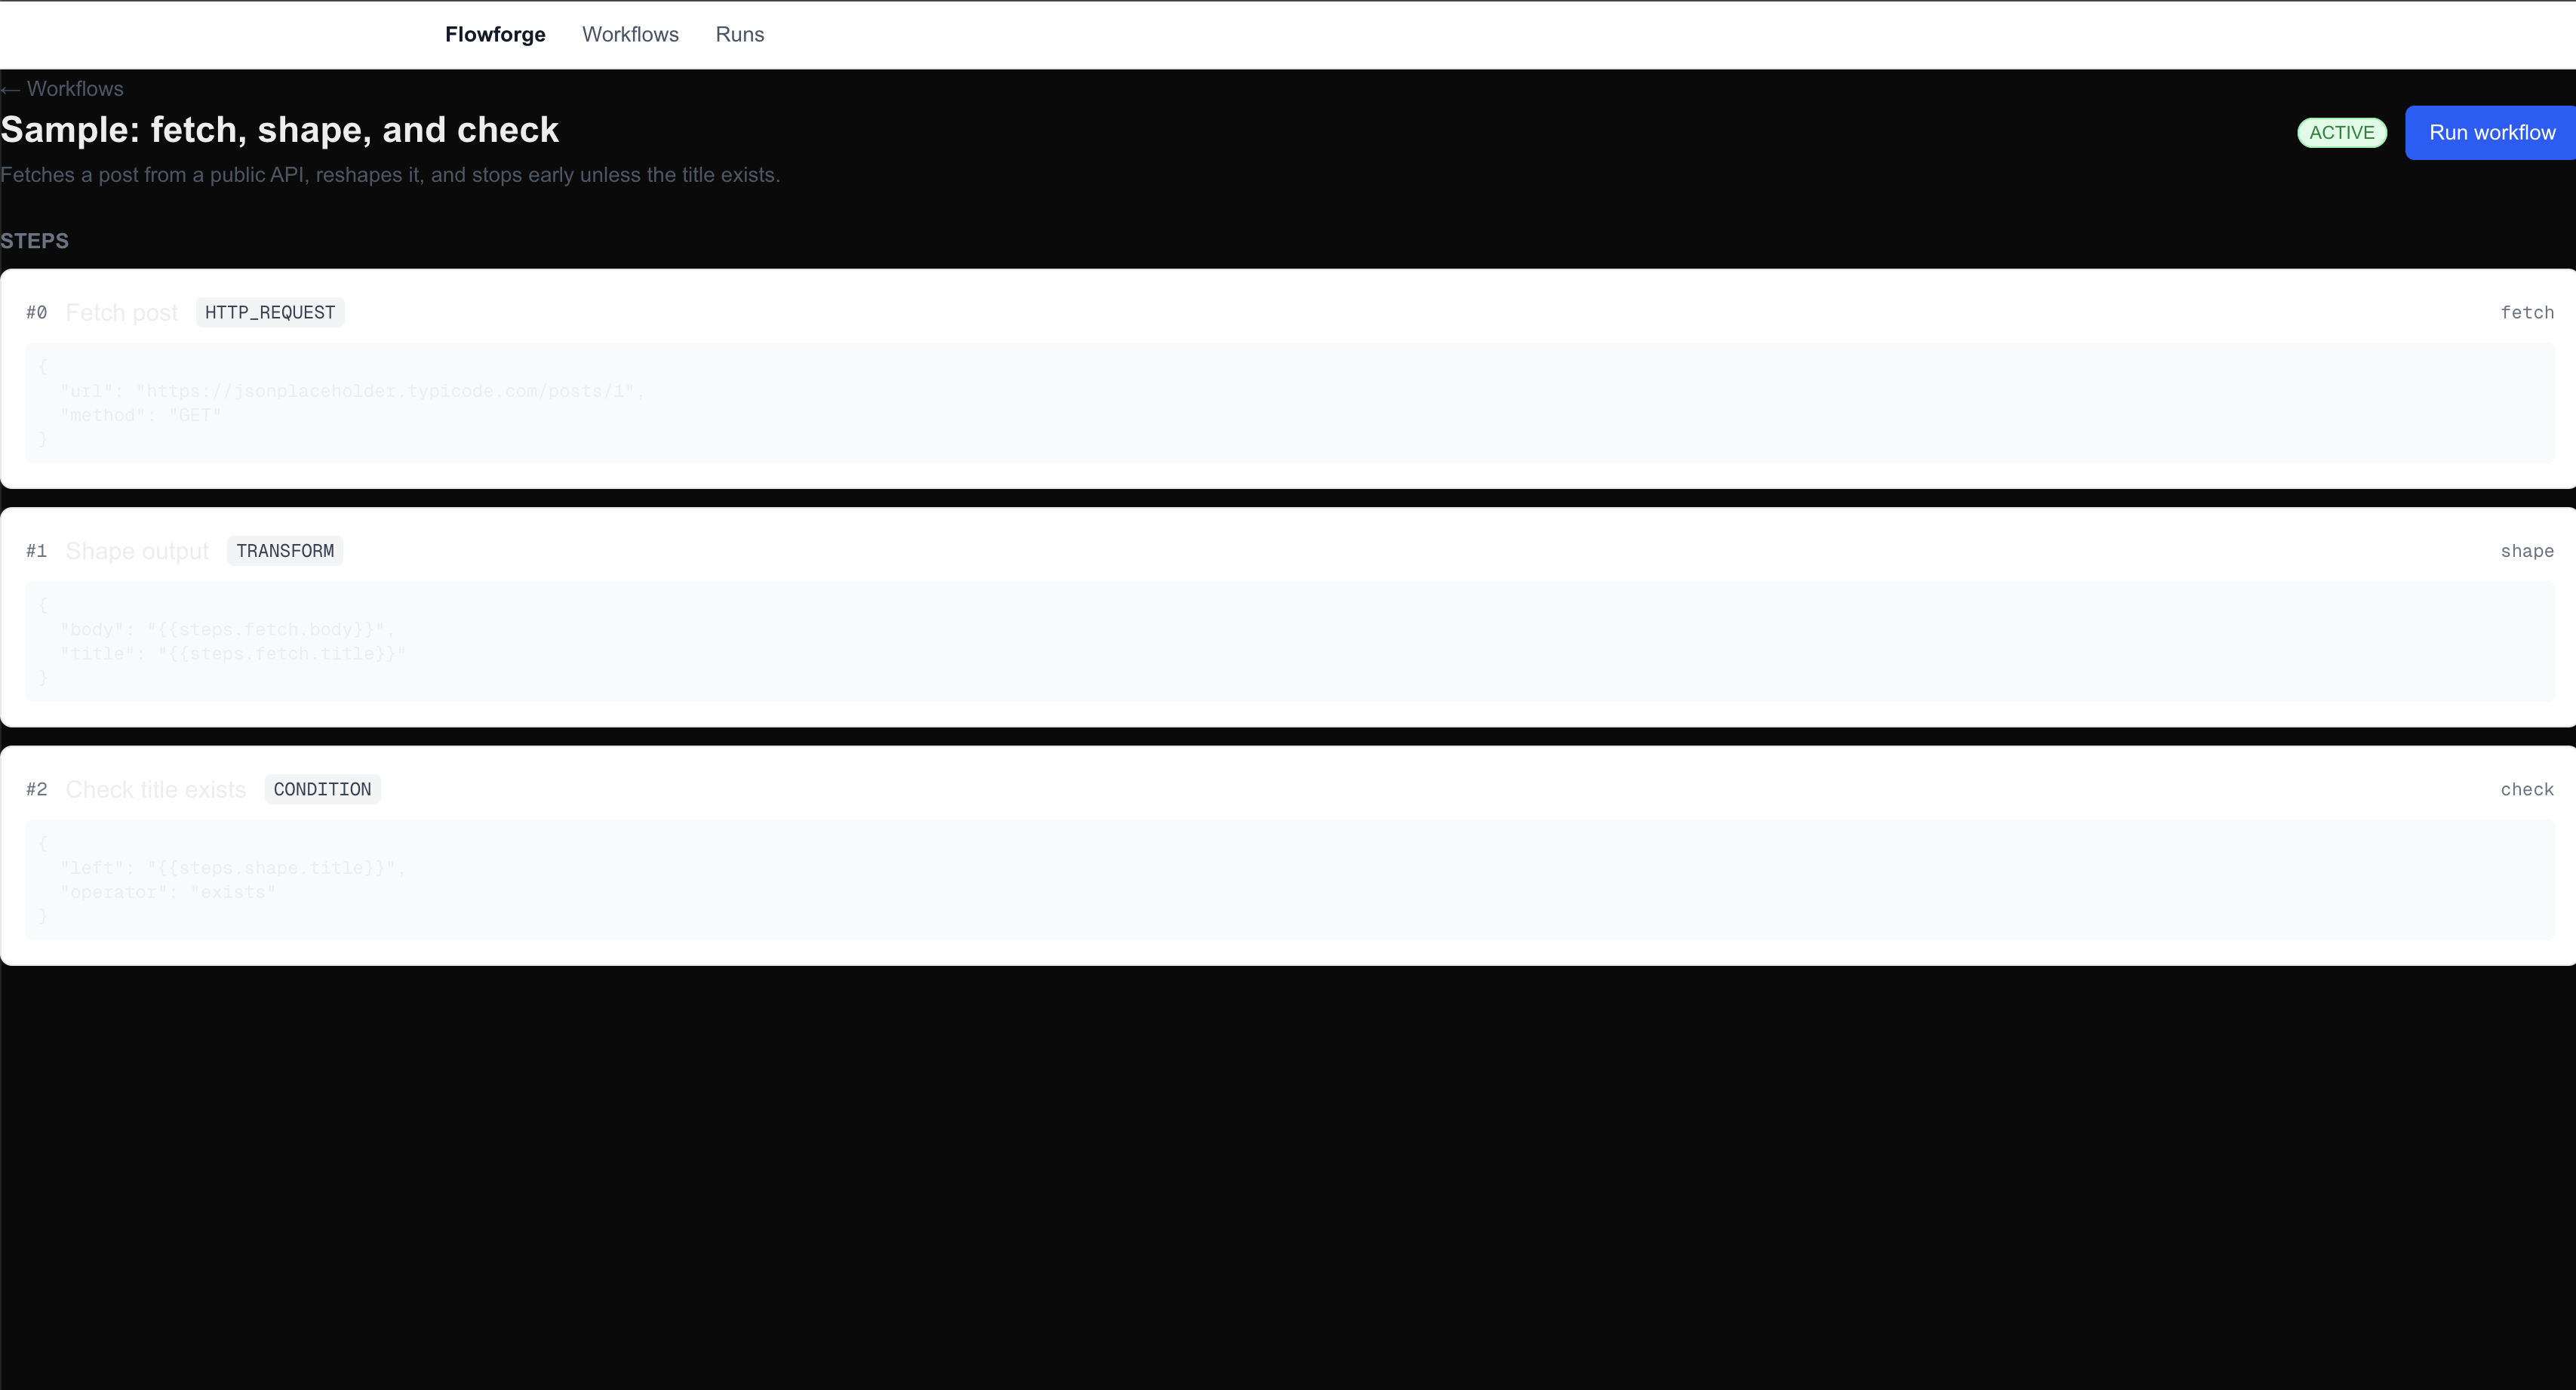 Flowforge Workflows Runs
← Workflows
Sample: fetch, shape, and check
ACTIVE Run workflow
Fetches a post from a public API, reshapes it, and stops early unless the title exists.
STEPS
#0 Fetch post HTTP_REQUEST fetch
{
"url": "https://jsonplaceholder.typicode.com/posts/1",
"method": "GET"
}
#1 Shape output TRANSFORM shape
{
"body": "{{steps.fetch.body}}",
"title": "{{steps.fetch.title}}"
}
#2 Check title exists CONDITION check
{
"left": "{{steps.shape.title}}",
"operator": "exists"
}